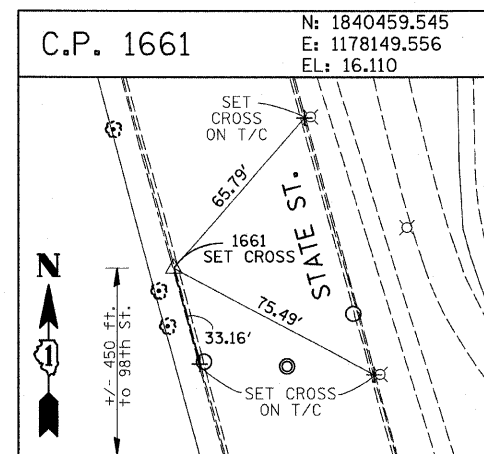 C.P. 1661
N: 1840459.545
E: 1178149.556
EL: 16.110
SET
CROSS
ON T/C
65.79'
STATE ST.
1661
SET CROSS
N
75.49'
1
+/- 450 ft.
to 98th St.
33.16'
SET CROSS
ON T/C